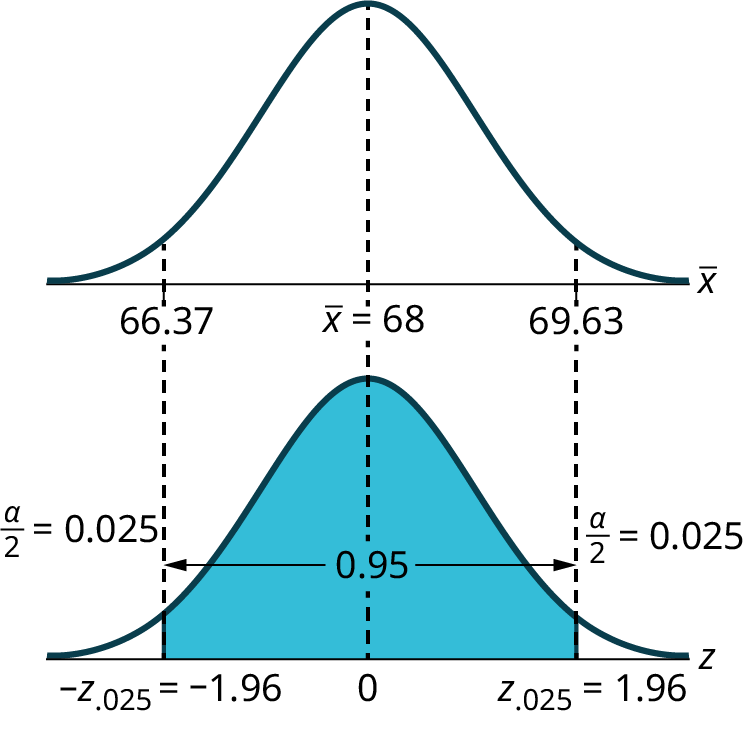 x̅
66.37 x̅ = 68 69.63
α/2 = 0.025 α/2 = 0.025
0.95
z
−z.025 = −1.96 0 z.025 = 1.96